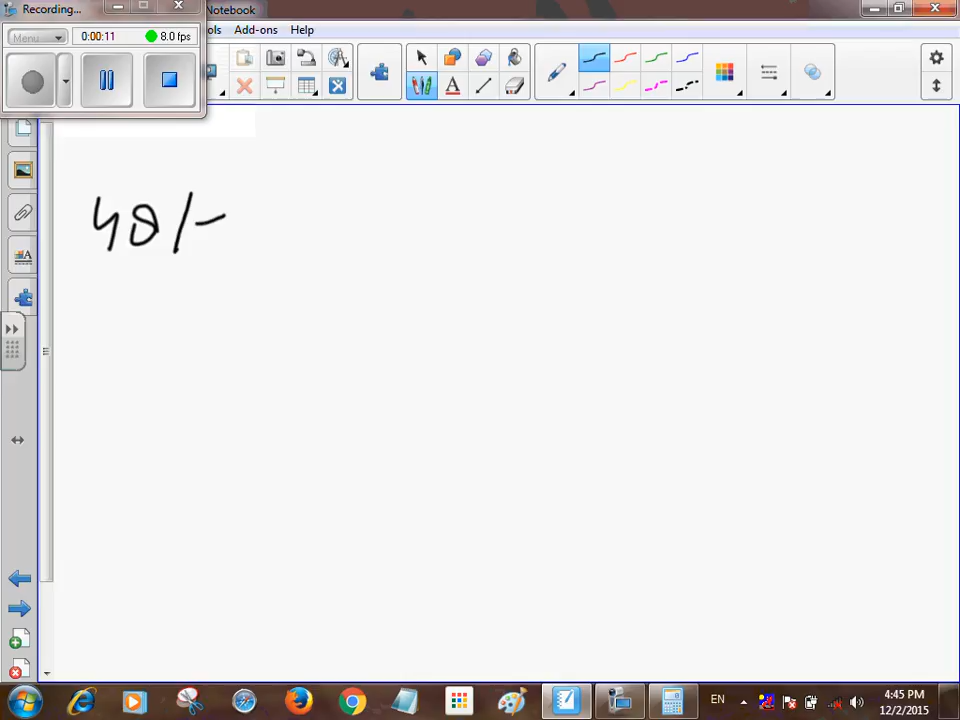 Recording...
Notebook
Menu
0:00:11
8.0 fps
ols
Add-ons
Help
48/-
EN
4:45 PM
12/2/2015